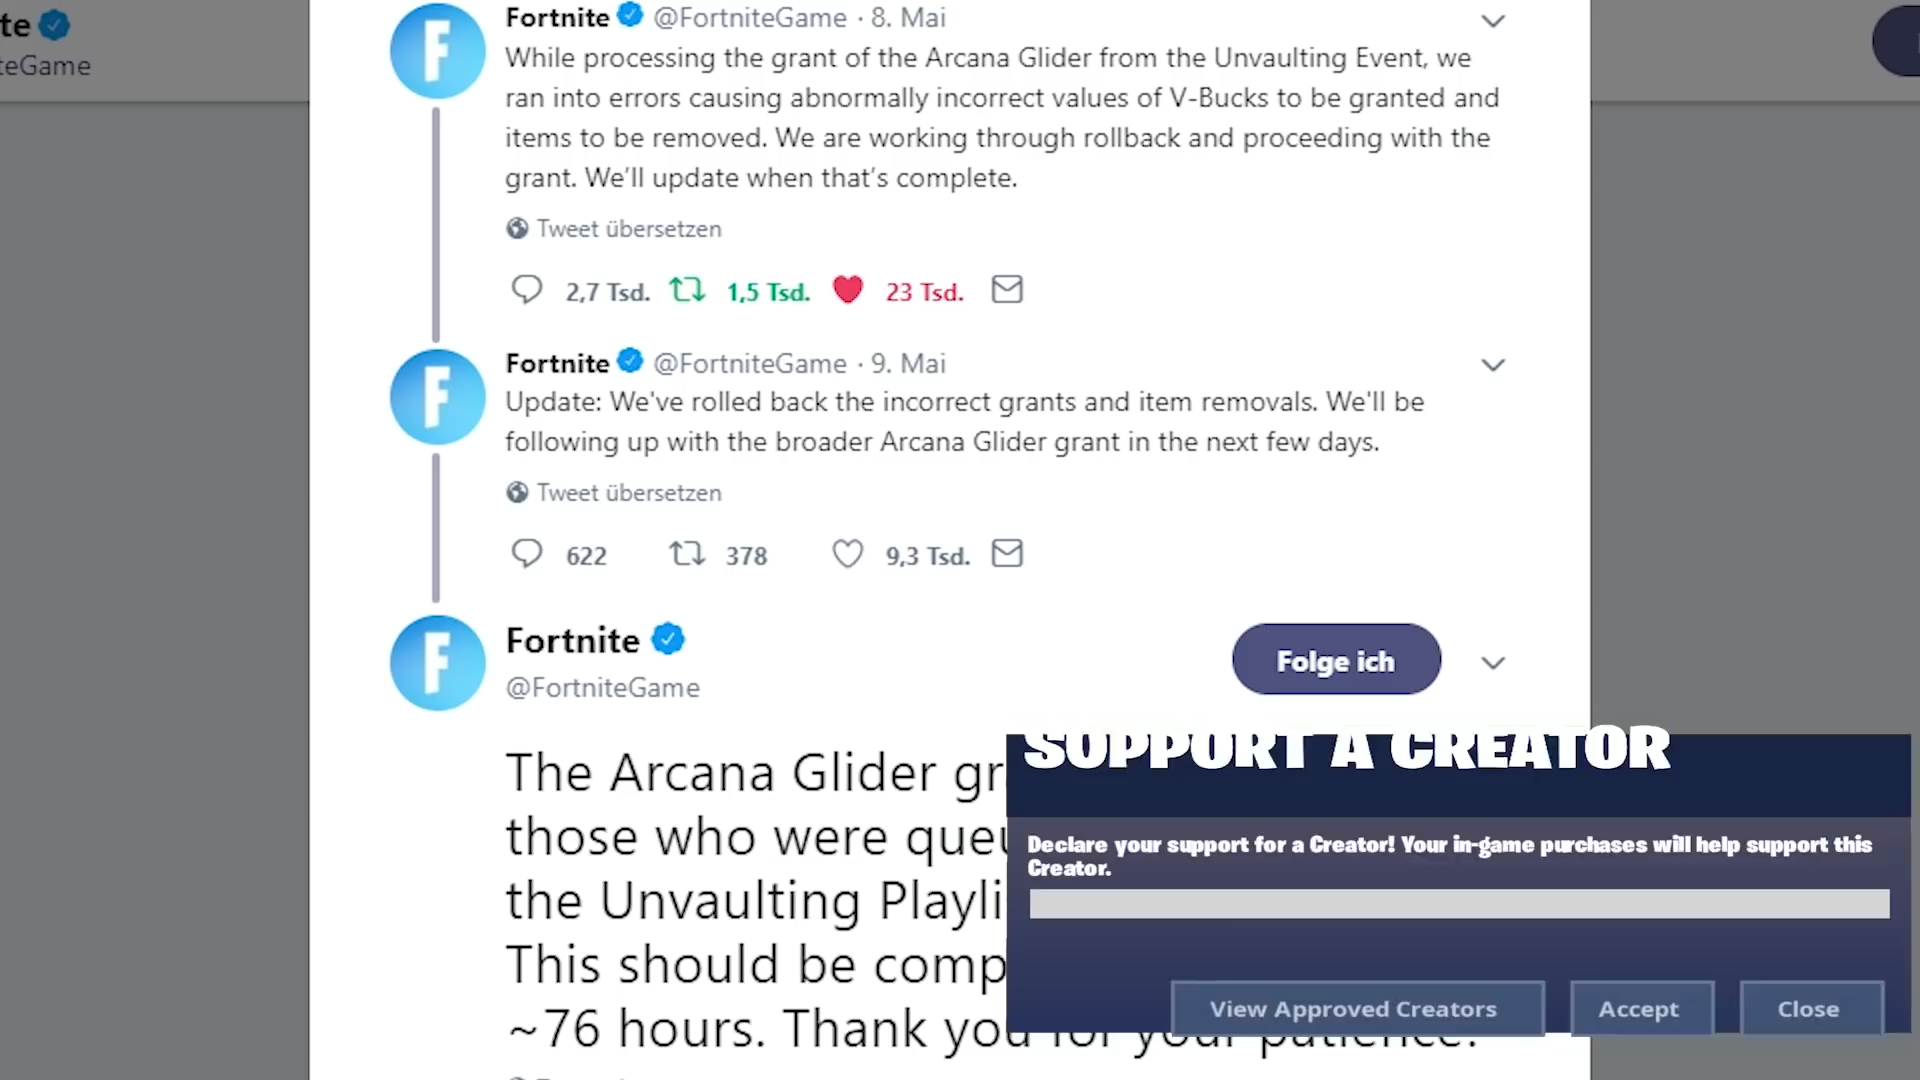 te
teGame
Fortnite @FortniteGame · 8. Mai
While processing the grant of the Arcana Glider from the Unvaulting Event, we
ran into errors causing abnormally incorrect values of V-Bucks to be granted and
items to be removed. We are working through rollback and proceeding with the
grant. We’ll update when that’s complete.
Tweet übersetzen
2,7 Tsd. 1,5 Tsd. 23 Tsd.
Fortnite @FortniteGame · 9. Mai
Update: We've rolled back the incorrect grants and item removals. We'll be
following up with the broader Arcana Glider grant in the next few days.
Tweet übersetzen
622 378 9,3 Tsd.
Fortnite
@FortniteGame
Folge ich
The Arcana Glider gr
those who were queu
the Unvaulting Playli
This should be comp
~76 hours. Thank you for your patience.
SUPPORT A CREATOR
Declare your support for a Creator! Your in-game purchases will help support this
Creator.
View Approved Creators
Accept
Close